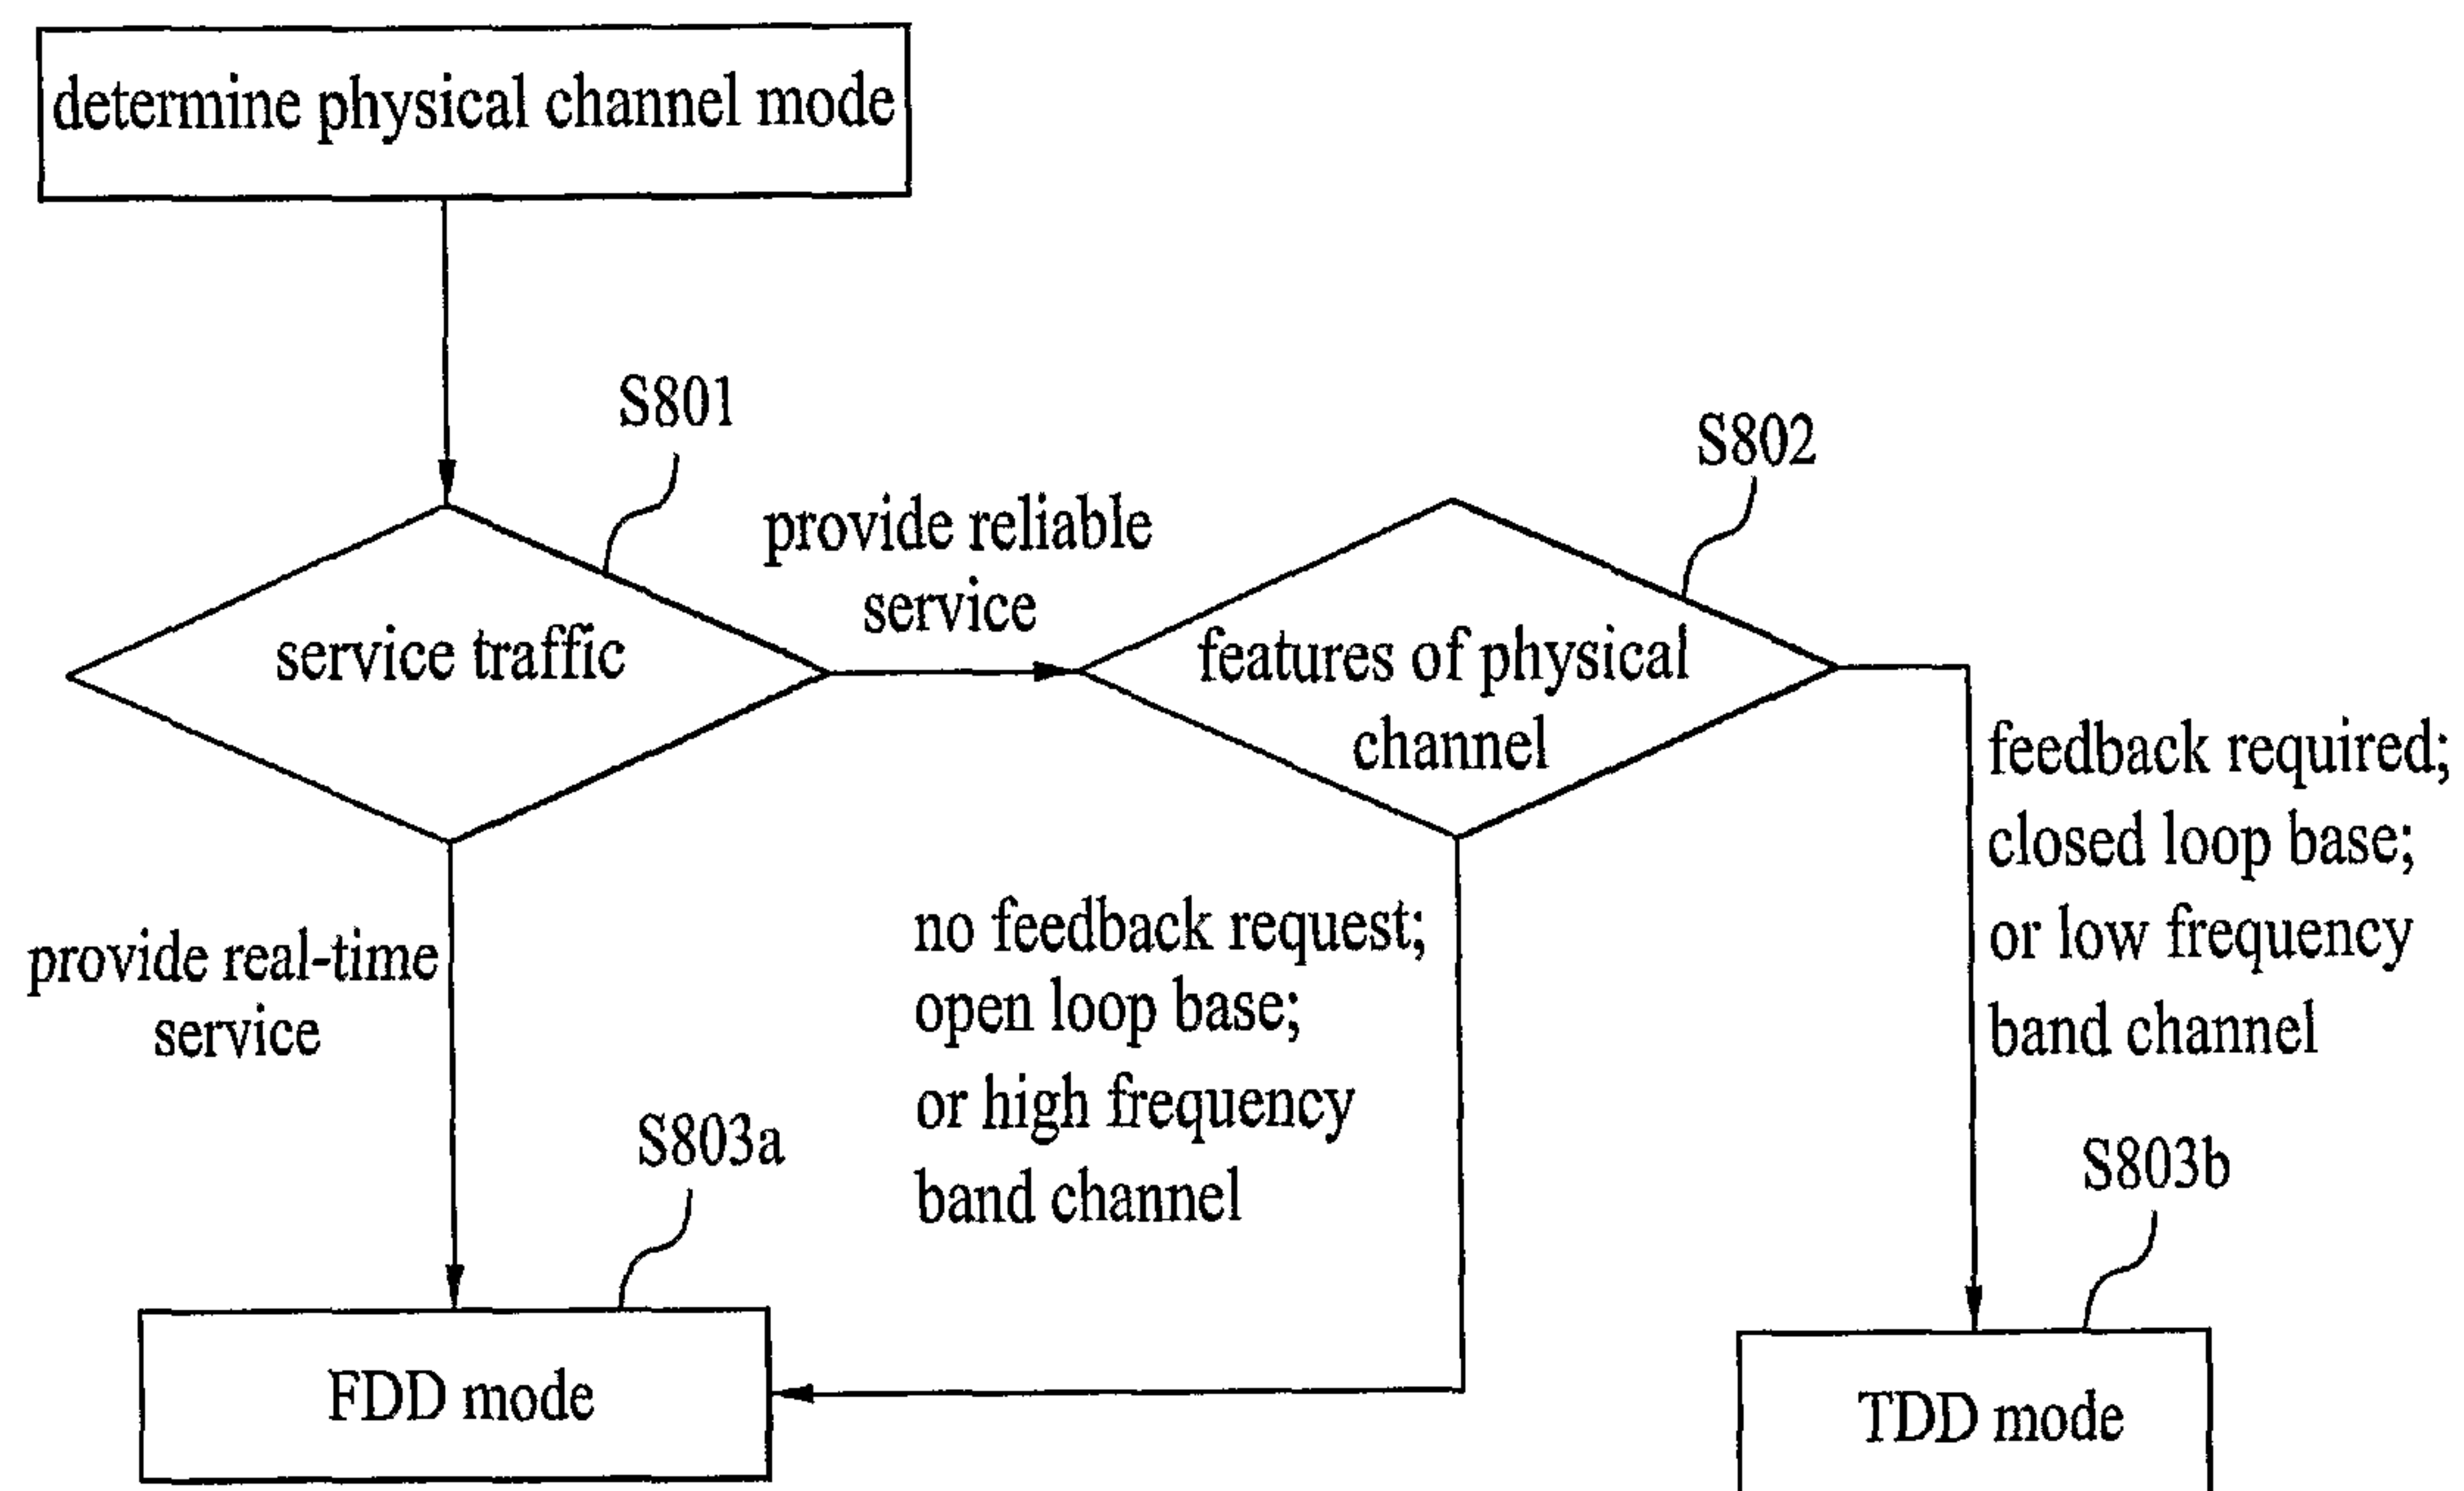 determine physical channel mode
S801
S802
provide reliable
service
service traffic
features of physical
channel
feedback required;
closed loop base;
or low frequency
band channel
no feedback request;
open loop base;
or high frequency
band channel
provide real-time
service
S803a
S803b
FDD mode
TDD mode